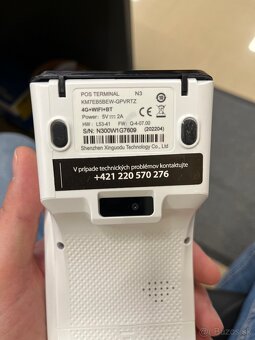 POS TERMINAL N3
KM7E85BEW-GPVRTZ
4G+WIFI+BT
Power: 5V ⎓ 2A
HW: L53-41 FW: Q-4-07.00
S/N: N300W1G7609 (202204)
Shenzhen Xinguodu Technology Co., Ltd
V prípade technických problémov kontaktujte
+421 220 570 276